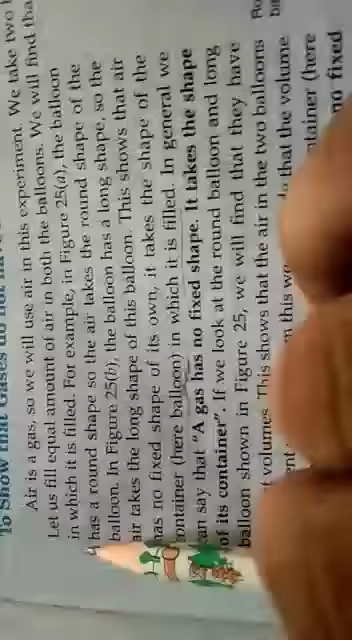 To Show that Gases do not hav
Air is a gas, so we will use air in this experiment. We take two
Let us fill equal amount of air in both the balloons. We will find tha
in which it is filled. For example, in Figure 25(a), the balloon
has a round shape so the air takes the round shape of the
balloon. In Figure 25(b), the balloon has a long shape, so the
air takes the long shape of this balloon. This shows that air
has no fixed shape of its own, it takes the shape of the
container (here balloon) in which it is filled. In general we
can say that "A gas has no fixed shape. It takes the shape
of its container". If we look at the round balloon and long
balloon shown in Figure 25, we will find that they have
t volumes. This shows that the air in the two balloons
this that the volume
ntainer (here
no fixed